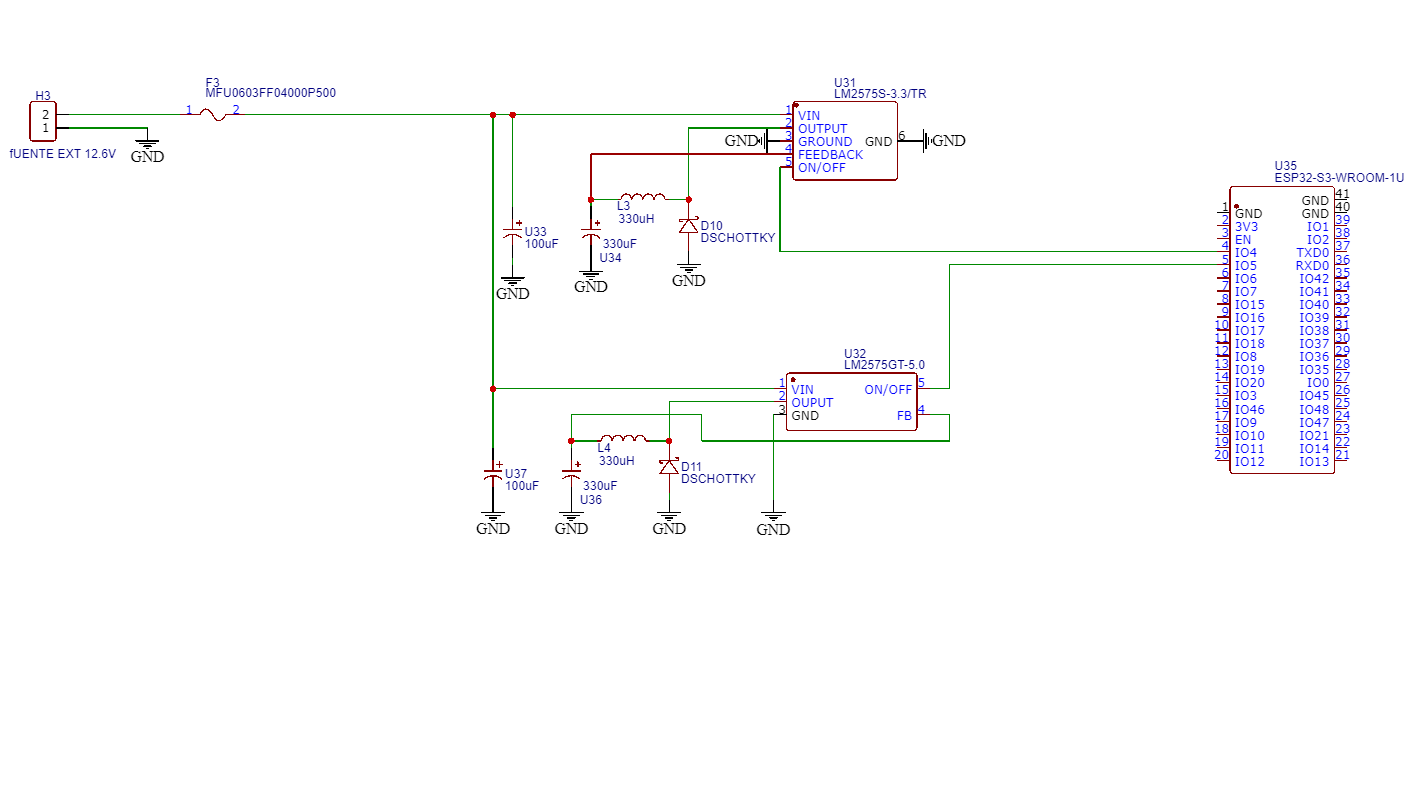 F3
MFU0603FF04000P500
H3
2
1
1
2
fUENTE EXT 12.6V
GND
U31
LM2575S-3.3/TR
1
2
3
4
5
VIN
OUTPUT
GROUND
FEEDBACK
ON/OFF
GND
GND
6
GND
L3
330uH
U33
100uF
330uF
U34
D10
DSCHOTTKY
GND
GND
GND
U32
LM2575GT-5.0
1
2
3
VIN
OUPUT
GND
ON/OFF
FB
5
4
L4
330uH
U37
100uF
330uF
U36
D11
DSCHOTTKY
GND
GND
GND
GND
U35
ESP32-S3-WROOM-1U
1 GND
2 3V3
3 EN
4 IO4
5 IO5
6 IO6
7 IO7
8 IO15
9 IO16
10 IO17
11 IO18
12 IO8
13 IO19
14 IO20
15 IO3
16 IO46
17 IO9
18 IO10
19 IO11
20 IO12
GND 41
GND 40
IO1 39
IO2 38
TXD0 37
RXD0 36
IO42 35
IO41 34
IO40 33
IO39 32
IO38 31
IO37 30
IO36 29
IO35 28
IO0 27
IO45 26
IO48 25
IO47 24
IO21 23
IO14 22
IO13 21